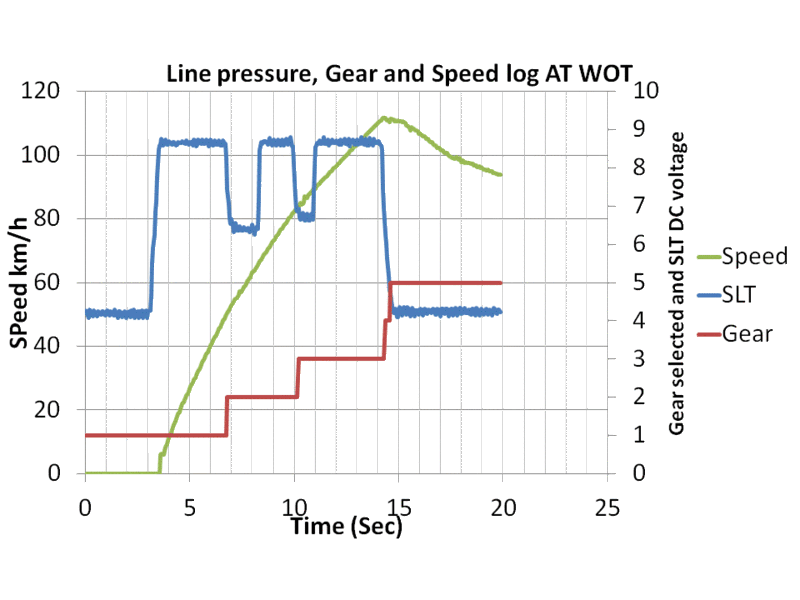 Line pressure, Gear and Speed log AT WOT
SPeed km/h
120
100
80
60
40
20
0
10
9
8
7
6
5
4
3
2
1
0
Gear selected and SLT DC voltage
Speed
SLT
Gear
0 5 10 15 20 25
Time (Sec)